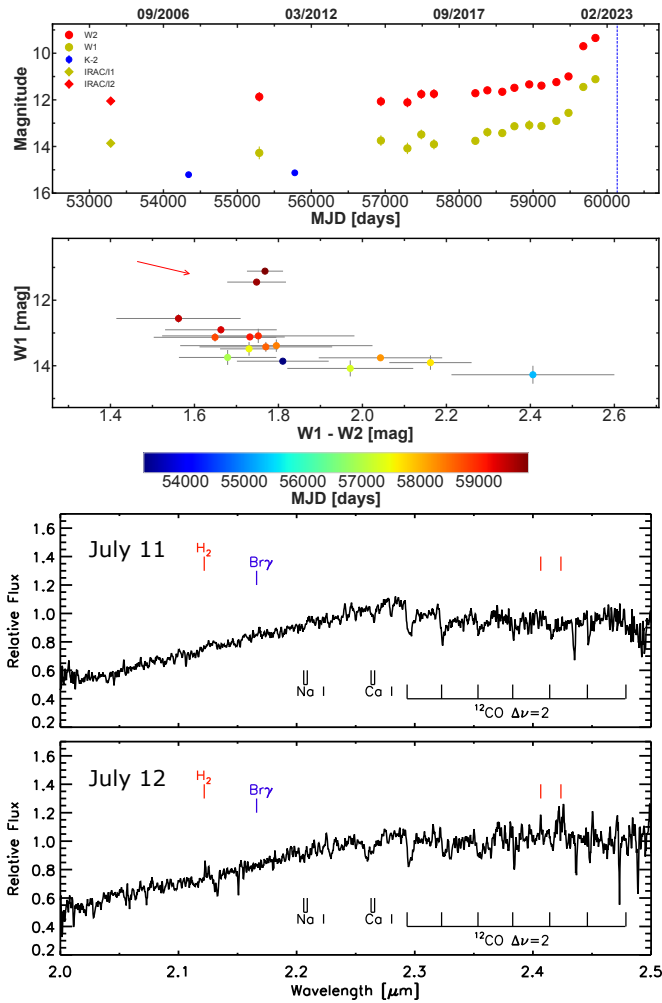 09/2006 03/2012 09/2017 02/2023
W2
W1
K-2
IRAC/I1
IRAC/I2
Magnitude
10
12
14
16
53000 54000 55000 56000 57000 58000 59000 60000
MJD [days]
W1 [mag]
12
14
1.4 1.6 1.8 2.0 2.2 2.4 2.6
W1 - W2 [mag]
54000 55000 56000 57000 58000 59000
MJD [days]
Relative Flux
1.6
1.4
1.2
1.0
0.8
0.6
0.4
0.2
July 11
H2
Brγ
Na I
Ca I
¹²CO Δν=2
Relative Flux
1.6
1.4
1.2
1.0
0.8
0.6
0.4
0.2
July 12
H2
Brγ
Na I
Ca I
¹²CO Δν=2
2.0 2.1 2.2 2.3 2.4 2.5
Wavelength [μm]